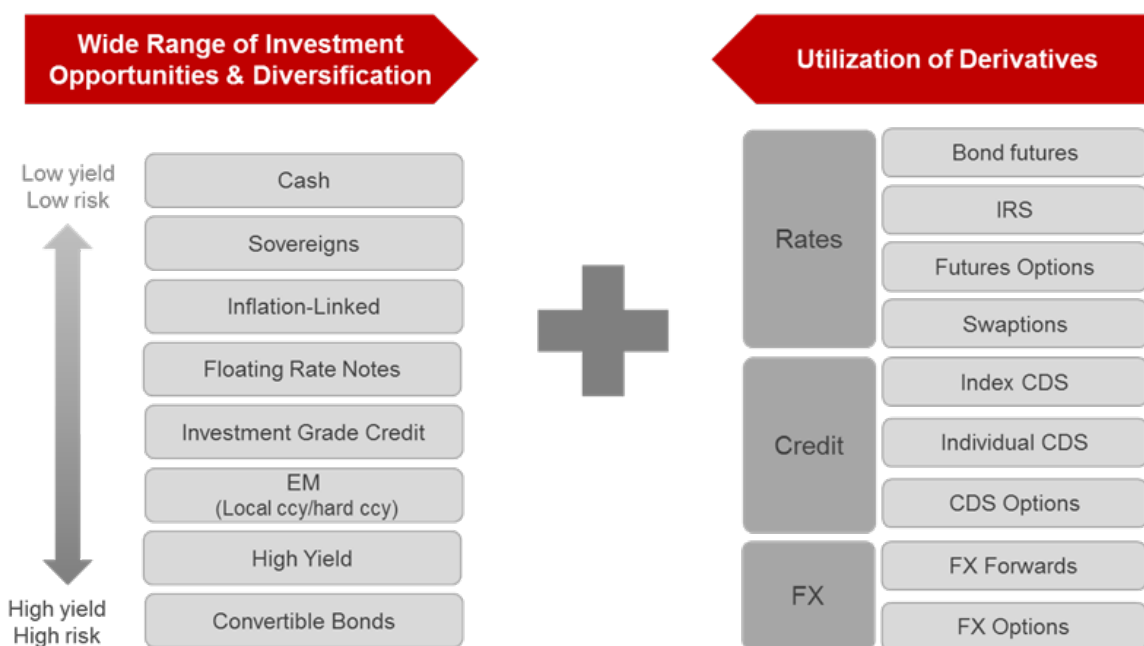 Wide Range of Investment
Opportunities & Diversification
Utilization of Derivatives
Low yield
Low risk
High yield
High risk
Cash
Sovereigns
Inflation-Linked
Floating Rate Notes
Investment Grade Credit
EM
(Local ccy/hard ccy)
High Yield
Convertible Bonds
Rates
Bond futures
IRS
Futures Options
Swaptions
Credit
Index CDS
Individual CDS
CDS Options
FX
FX Forwards
FX Options